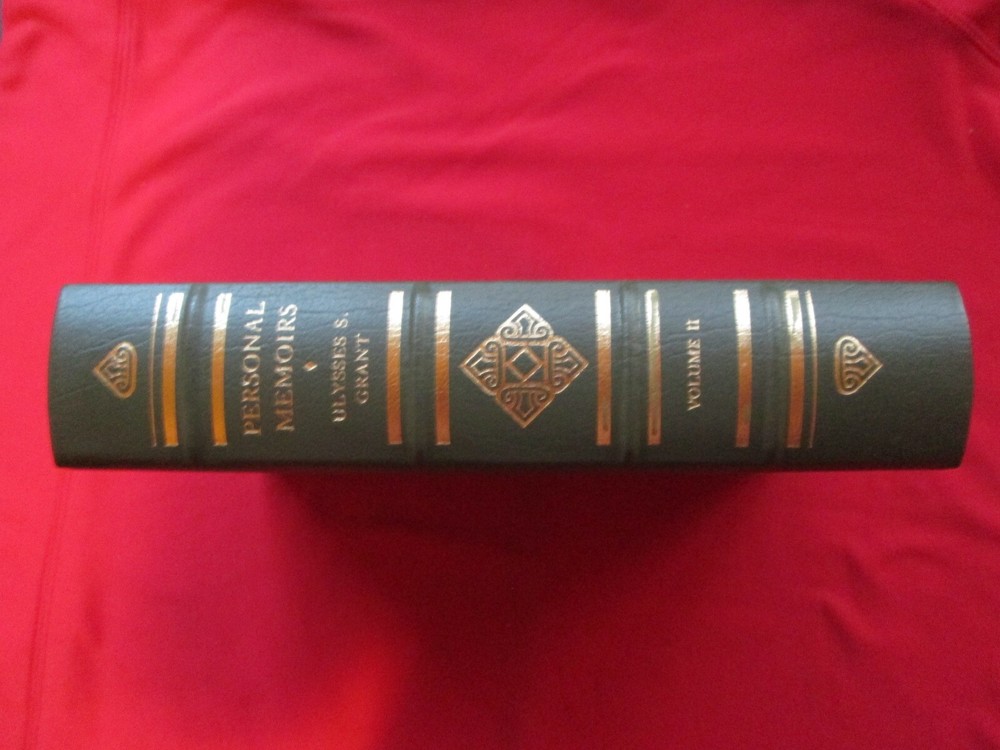 PERSONAL
MEMOIRS
ULYSSES S.
GRANT
VOLUME II